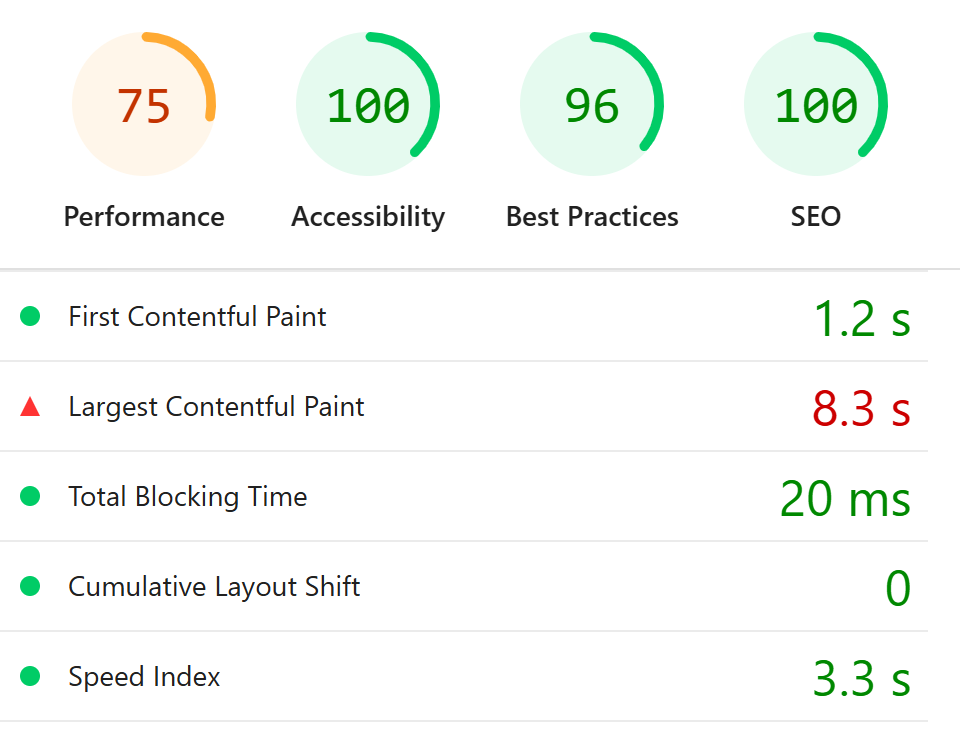 75 100 96 100
Performance Accessibility Best Practices SEO
First Contentful Paint 1.2 s
Largest Contentful Paint 8.3 s
Total Blocking Time 20 ms
Cumulative Layout Shift 0
Speed Index 3.3 s